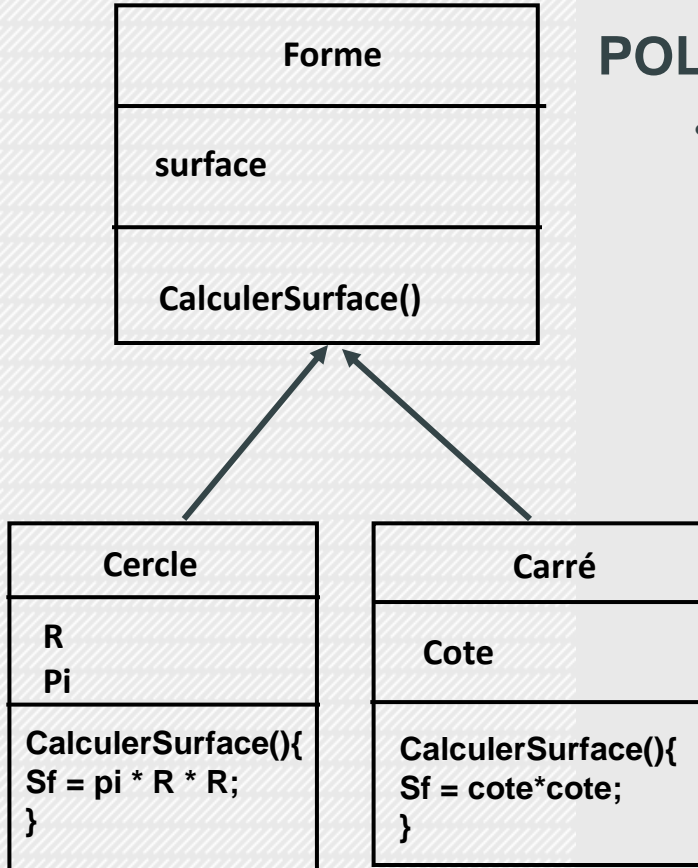 Forme
POL
surface
CalculerSurface()
Cercle
R
Pi
CalculerSurface(){
Sf = pi * R * R;
}
Carré
Cote
CalculerSurface(){
Sf = cote*cote;
}